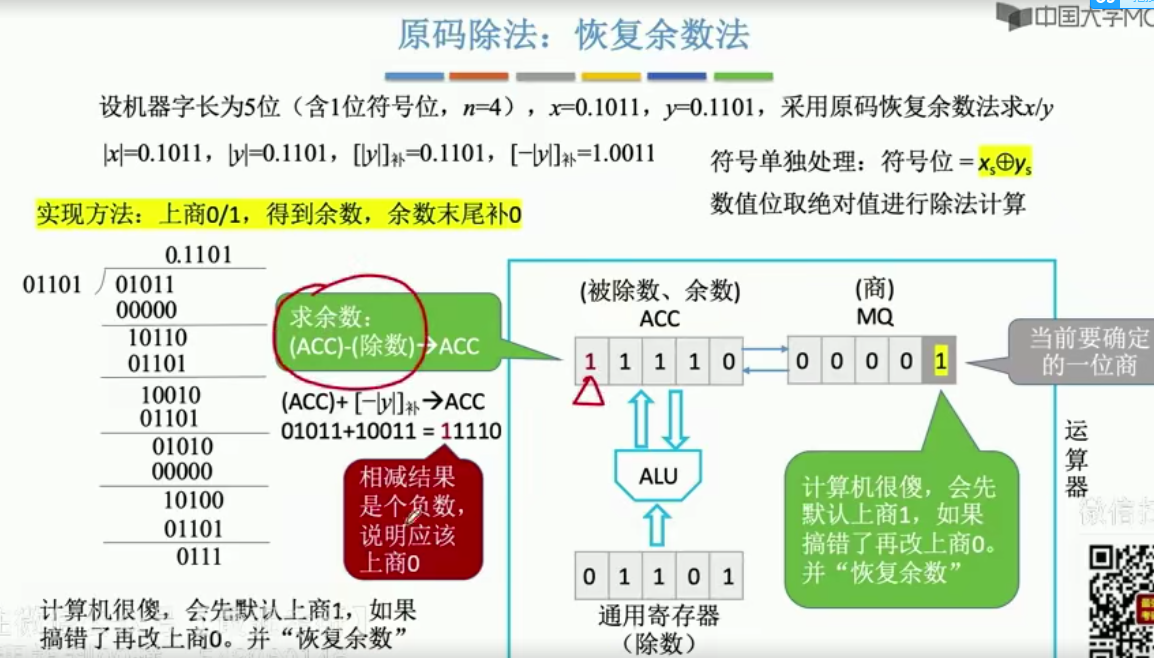 中国大学MO
原码除法：恢复余数法
设机器字长为5位（含1位符号位，n=4），x=0.1011，y=0.1101，采用原码恢复余数法求x/y
|x|=0.1011，|y|=0.1101，[|y|]补=0.1101，[−|y|]补=1.0011
符号单独处理：符号位 = xs⊕ys
数值位取绝对值进行除法计算
实现方法：上商0/1，得到余数，余数末尾补0
0.1101
01101
01011
00000
10110
01101
10010
01101
01010
00000
10100
01101
0111
求余数：
(ACC)-(除数)→ACC
(ACC)+ [−|y|]补→ACC
01011+10011 = 11110
相减结果
是个负数，
说明应该
上商0
(被除数、余数)
ACC
1 1 1 1 0
(商)
MQ
0 0 0 0 1
当前要确定
的一位商
ALU
0 1 1 0 1
通用寄存器
（除数）
计算机很傻，会先
默认上商1，如果
搞错了再改上商0。
并“恢复余数”
运
算
器
计算机很傻，会先默认上商1，如果
搞错了再改上商0。并“恢复余数”